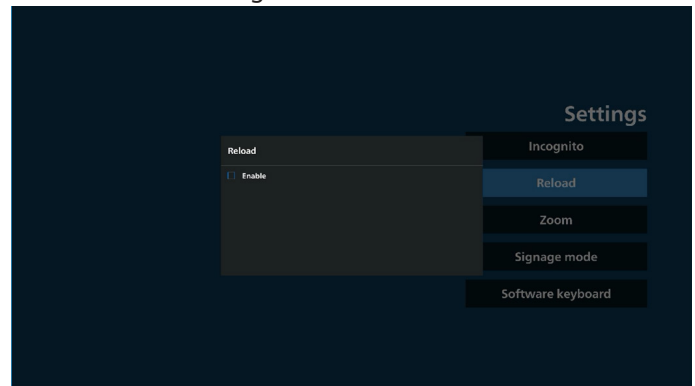 Settings
Incognito
Reload
Enable
Reload
Zoom
Signage mode
Software keyboard